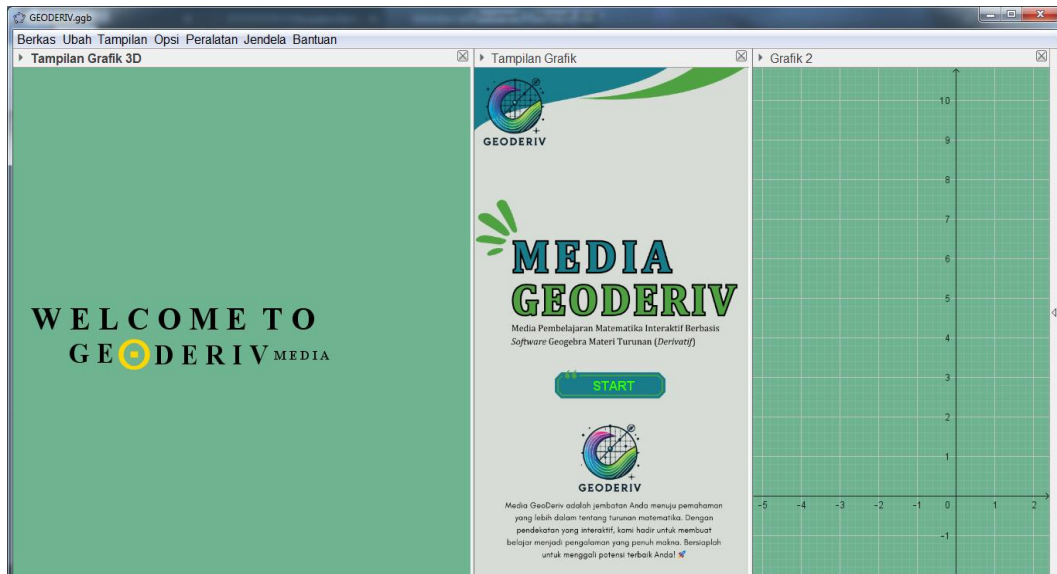 GEODERIV.ggb
Berkas Ubah Tampilan Opsi Peralatan Jendela Bantuan
Tampilan Grafik 3D
WELCOME TO
GEODERIV MEDIA
Tampilan Grafik
GEODERIV
MEDIA
GEODERIV
Media Pembelajaran Matematika Interaktif Berbasis
Software Geogebra Materi Turunan (Derivatif)
START
GEODERIV
Media GeoDeriv adalah jembatan Anda menuju pemahaman
yang lebih dalam tentang turunan matematika. Dengan
pendekatan yang interaktif, kami hadir untuk membuat
belajar menjadi pengalaman yang penuh makna. Bersiaplah
untuk menggali potensi terbaik Anda! 🚀
Grafik 2
10
9
8
7
6
5
4
3
2
1
-5 -4 -3 -2 -1 0 1 2
-1